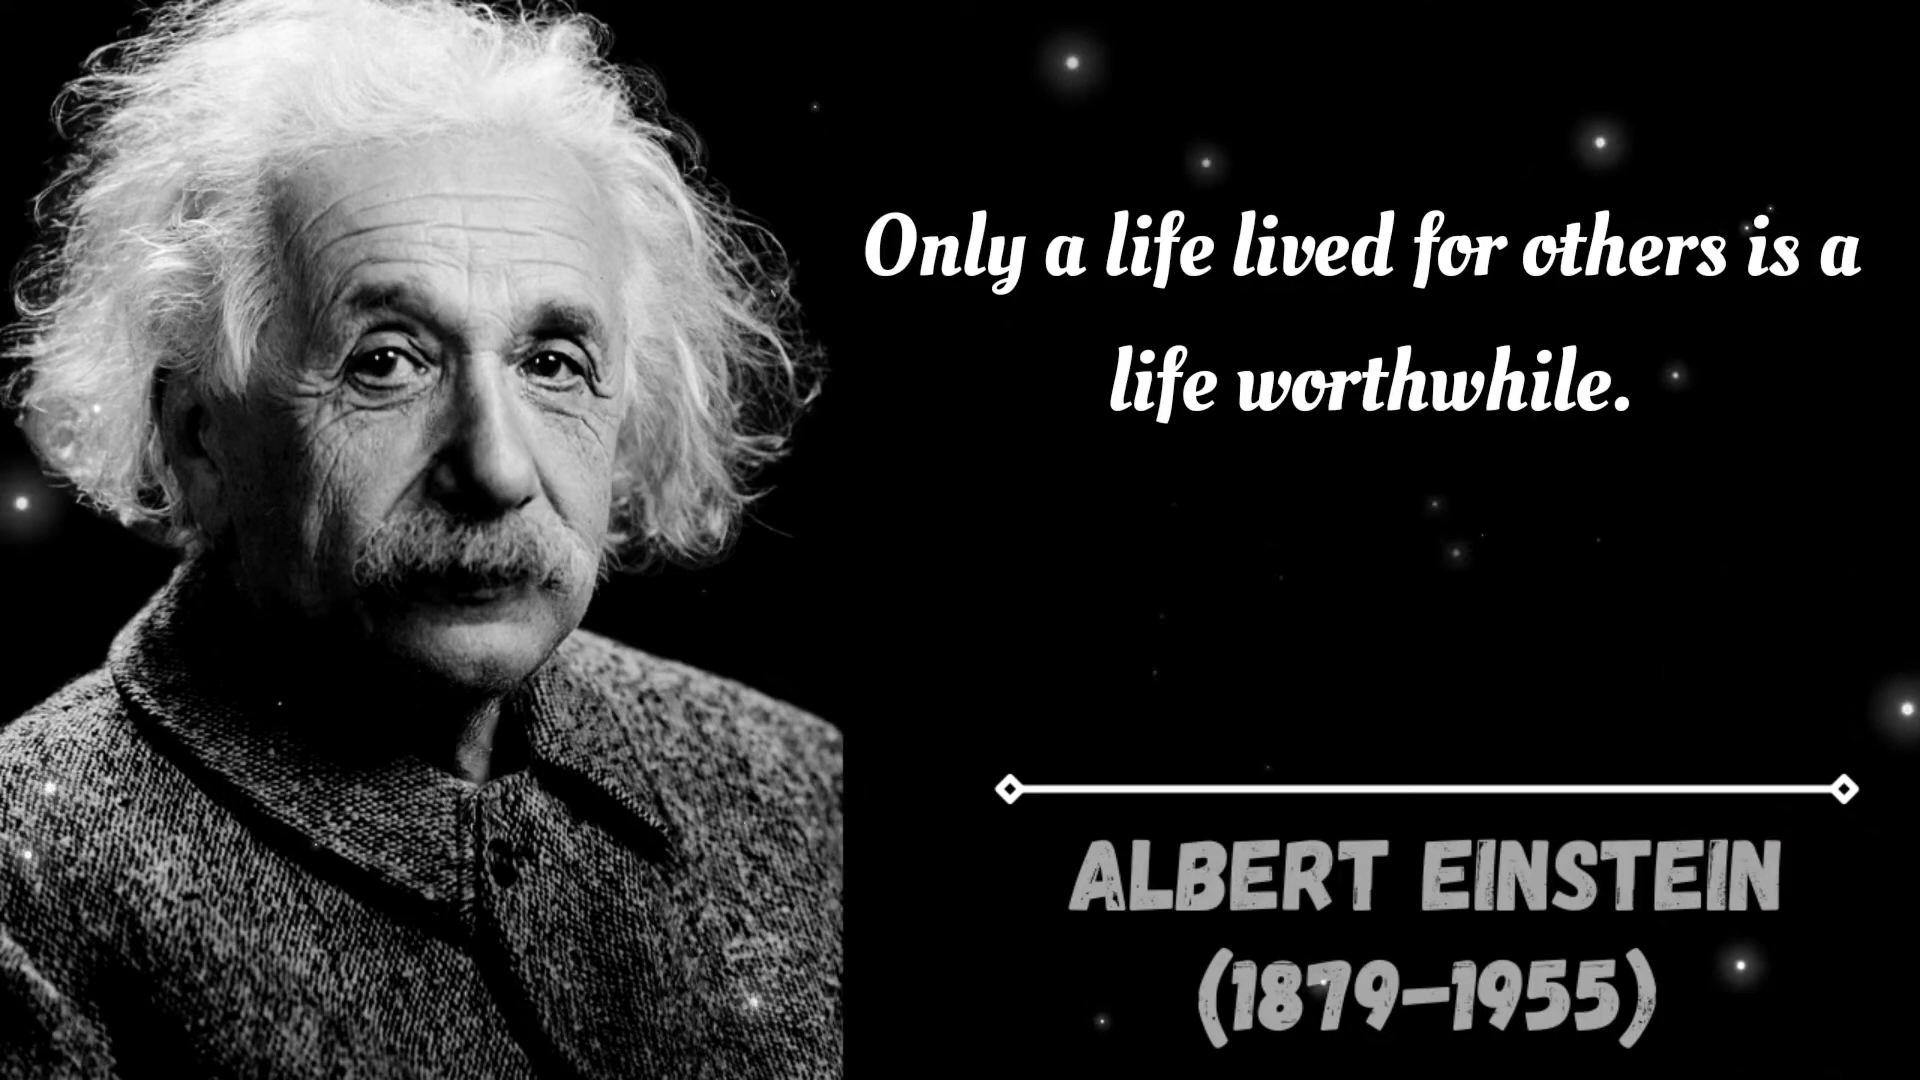 Only a life lived for others is a
life worthwhile.
ALBERT EINSTEIN
(1879–1955)